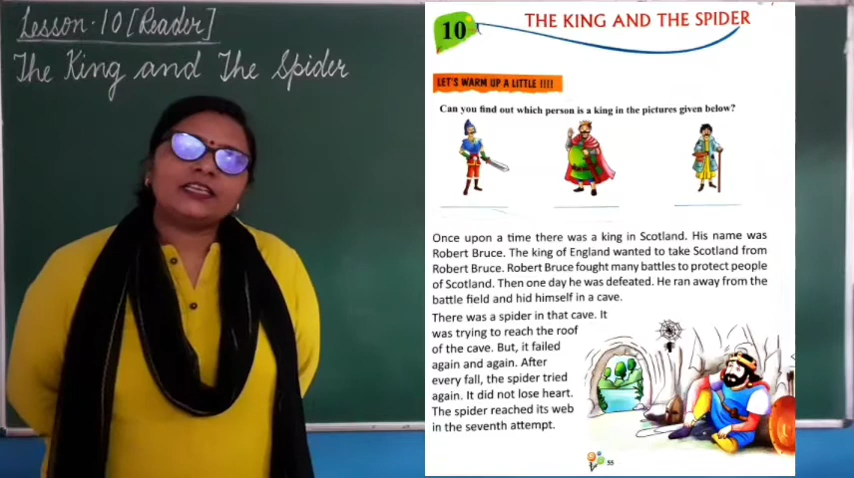 Lesson·10 [Reader]
The King and The Spider
10
THE KING AND THE SPIDER
LET'S WARM UP A LITTLE !!!!
Can you find out which person is a king in the pictures given below?
Once upon a time there was a king in Scotland. His name was
Robert Bruce. The king of England wanted to take Scotland from
Robert Bruce. Robert Bruce fought many battles to protect people
of Scotland. Then one day he was defeated. He ran away from the
battle field and hid himself in a cave.
There was a spider in that cave. It
was trying to reach the roof
of the cave. But, it failed
again and again. After
every fall, the spider tried
again. It did not lose heart.
The spider reached its web
in the seventh attempt.
55